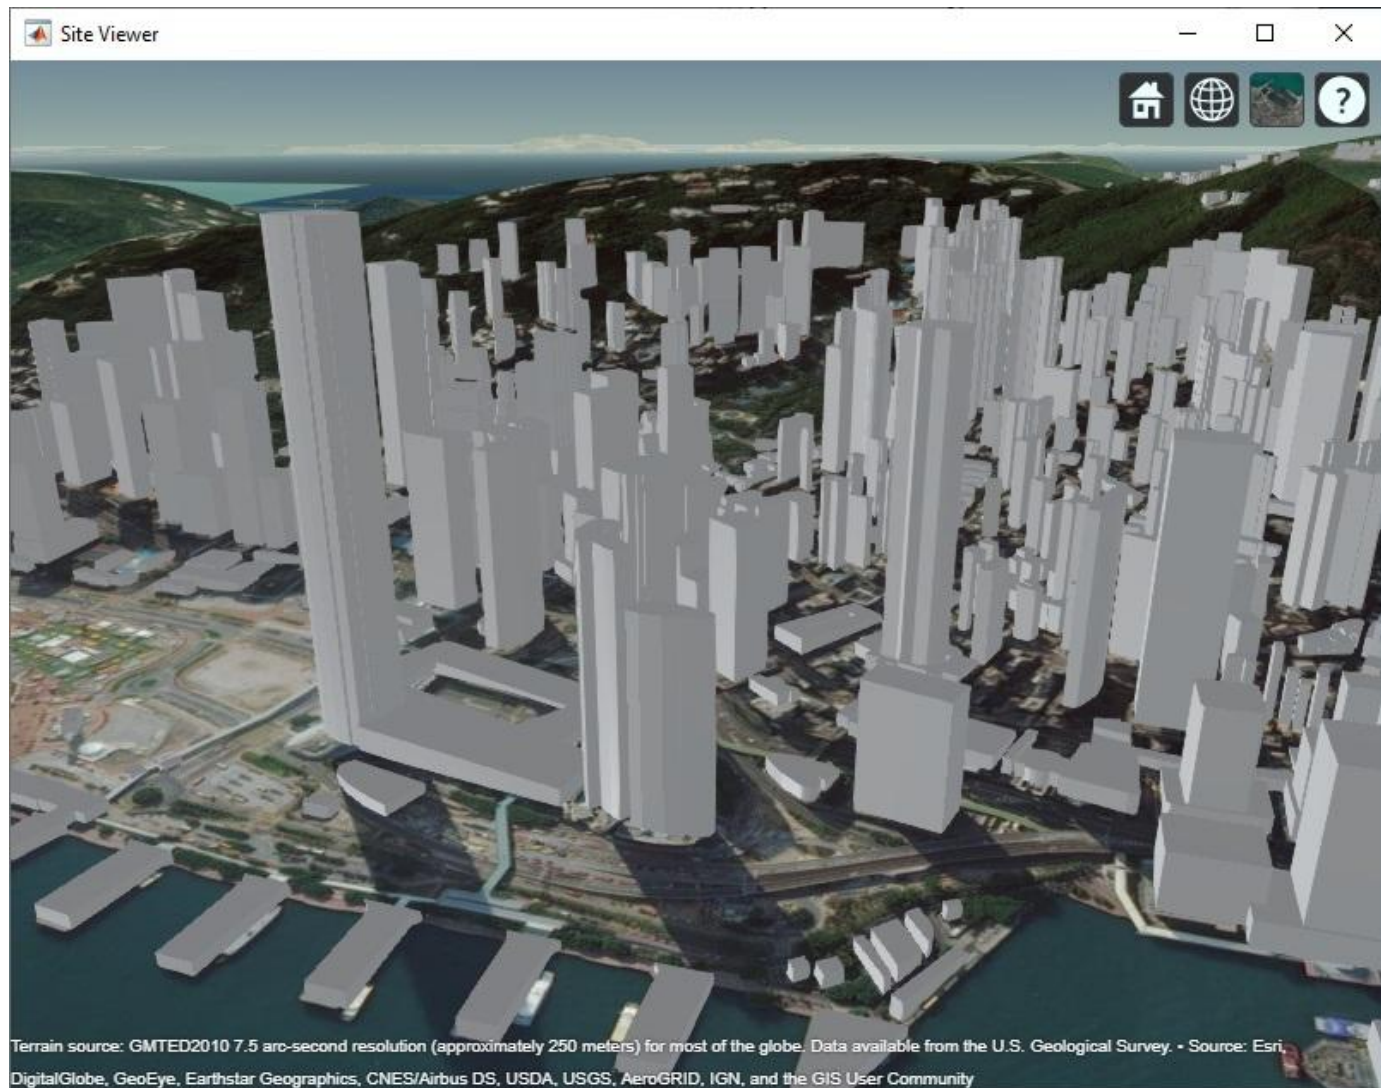 Site Viewer
?
Terrain source: GMTED2010 7.5 arc-second resolution (approximately 250 meters) for most of the globe. Data available from the U.S. Geological Survey. • Source: Esri,
DigitalGlobe, GeoEye, Earthstar Geographics, CNES/Airbus DS, USDA, USGS, AeroGRID, IGN, and the GIS User Community